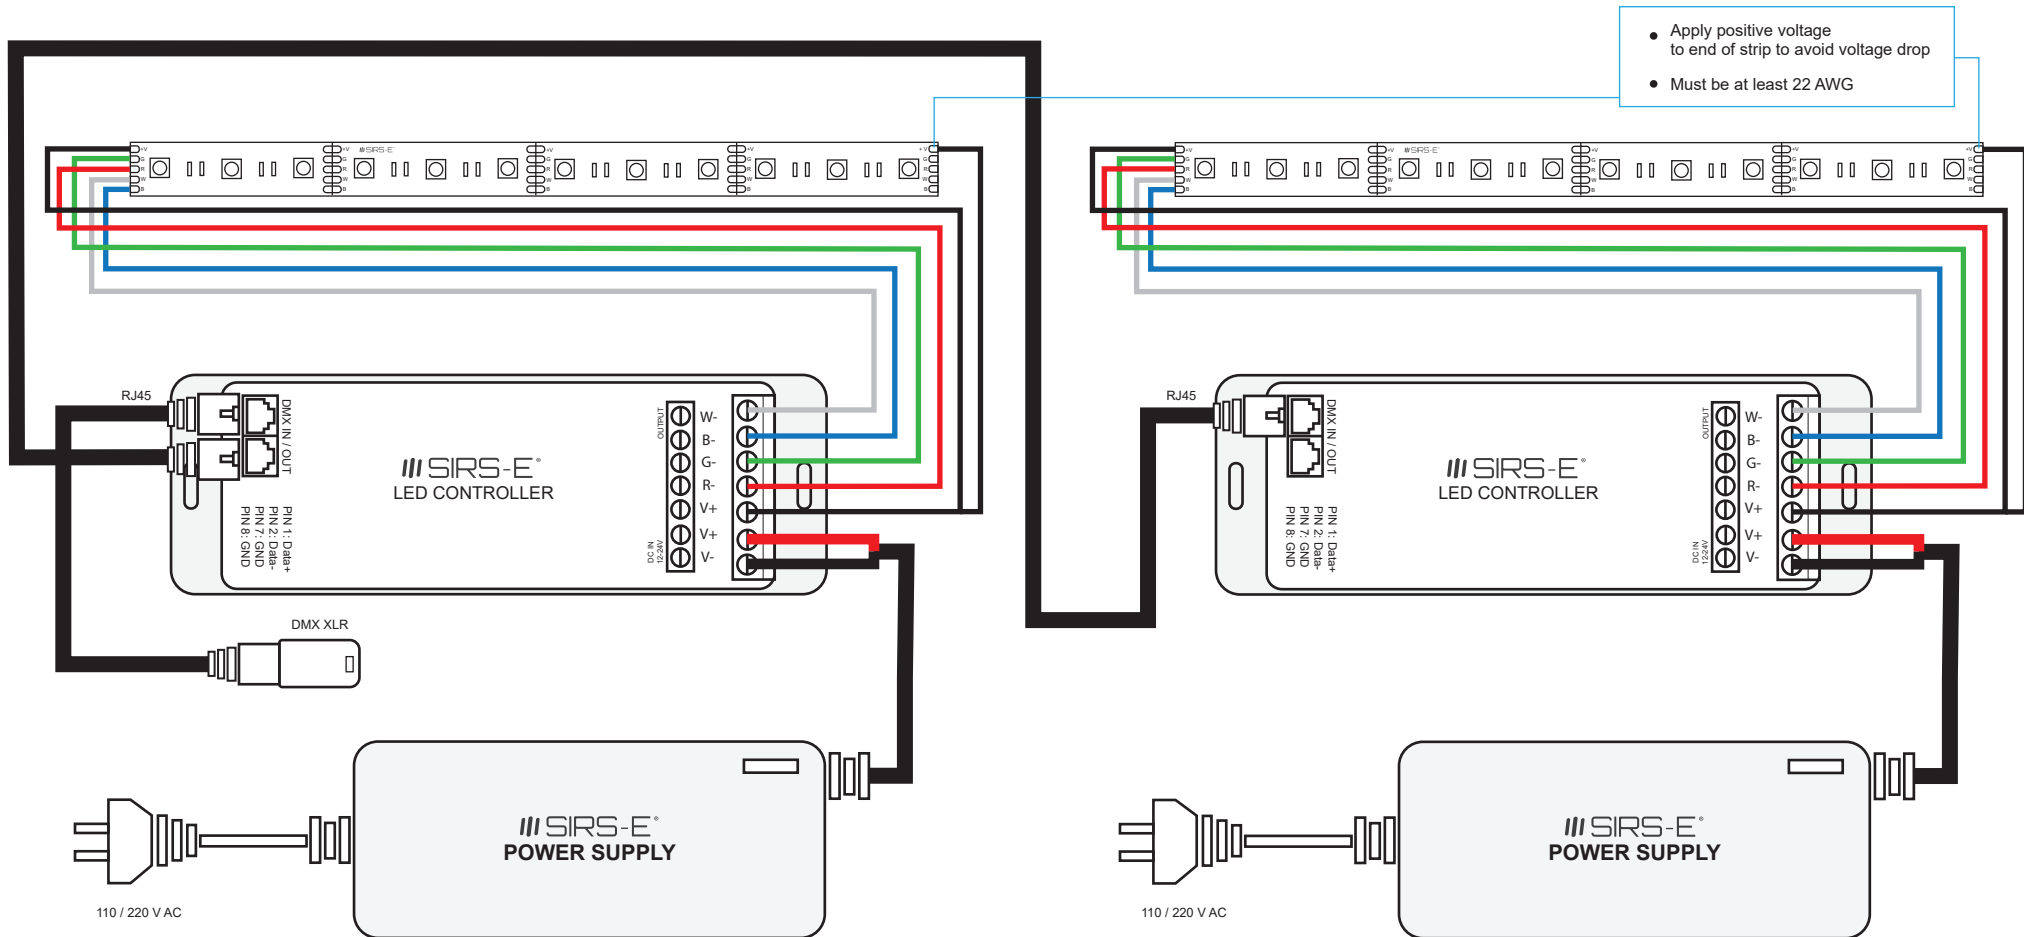 Apply positive voltage
to end of strip to avoid voltage drop
Must be at least 22 AWG
+V
G
R
W
B
+V
G
R
W
B
SIRS-E
+V
G
R
W
B
+V
G
R
W
B
+V
G
R
W
B
+V
G
R
W
B
+V
G
R
W
B
SIRS-E
+V
G
R
W
B
+V
G
R
W
B
+V
G
R
W
B
RJ45
DMX IN / OUT
PIN 1: Data+
PIN 2: Data-
PIN 7: GND
PIN 8: GND
SIRS-E®
LED CONTROLLER
OUTPUT
W-
B-
G-
R-
V+
V+
V-
DC IN
12-24V
DMX XLR
SIRS-E®
POWER SUPPLY
110 / 220 V AC
RJ45
DMX IN / OUT
PIN 1: Data+
PIN 2: Data-
PIN 7: GND
PIN 8: GND
SIRS-E®
LED CONTROLLER
OUTPUT
W-
B-
G-
R-
V+
V+
V-
DC IN
12-24V
SIRS-E®
POWER SUPPLY
110 / 220 V AC